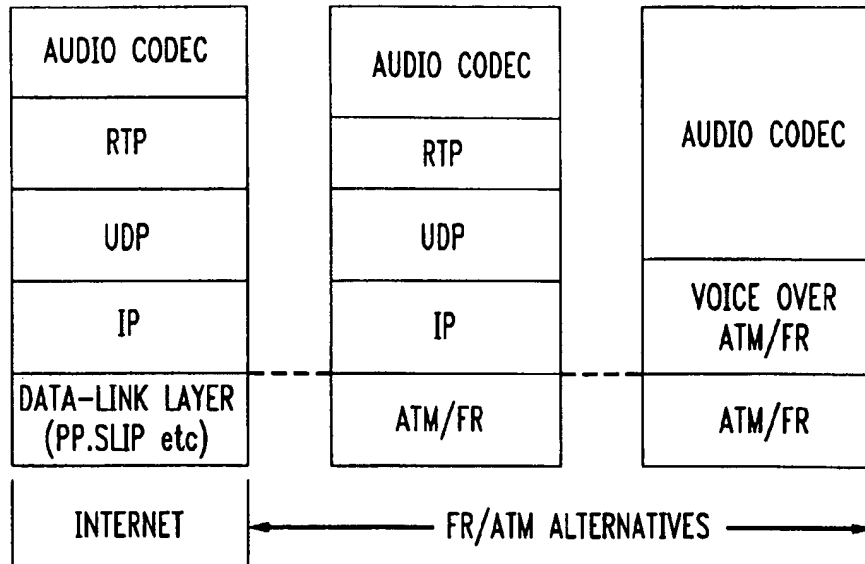 AUDIO CODEC
RTP
UDP
IP
DATA-LINK LAYER
(PP.SLIP etc)
INTERNET
AUDIO CODEC
RTP
UDP
IP
ATM/FR
AUDIO CODEC
VOICE OVER
ATM/FR
ATM/FR
FR/ATM ALTERNATIVES